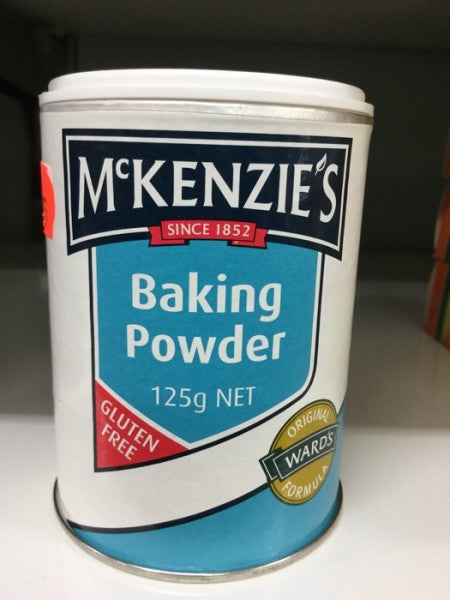 McKENZIE'S
SINCE 1852
Baking
Powder
125g NET
GLUTEN
FREE
ORIGINAL
WARD'S
FORMULA